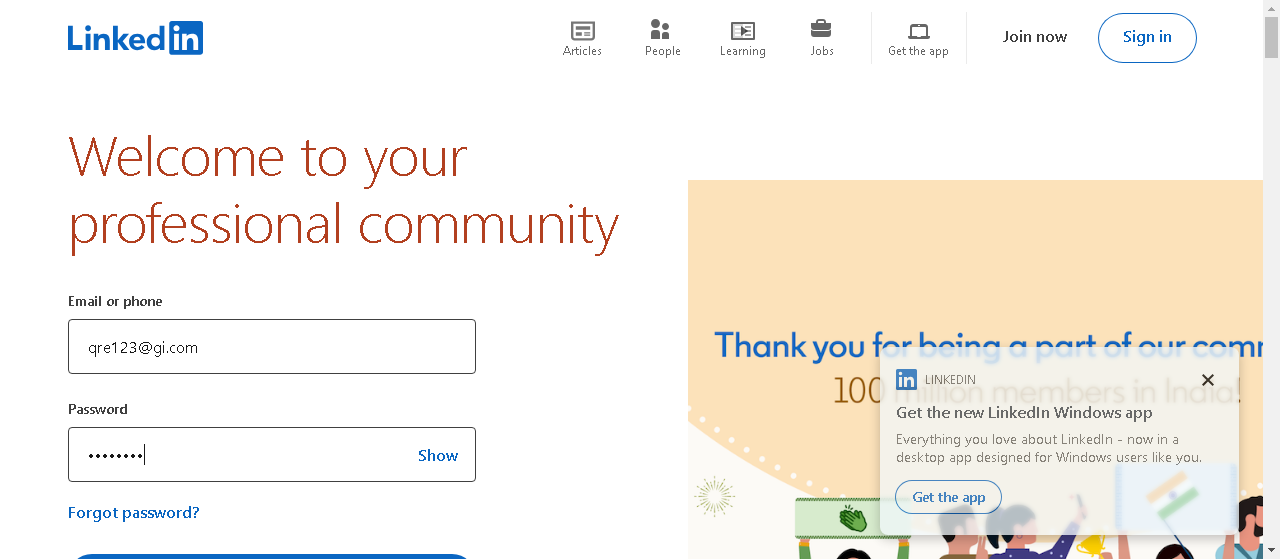 Linked in
Articles
People
Learning
Jobs
Get the app
Join now
Sign in
Welcome to your
professional community
Email or phone
qre123@gi.com
Password
••••••••
Show
Forgot password?
Thank you for being a part of our comm
100 million members in India!
in LINKEDIN
Get the new LinkedIn Windows app
Everything you love about LinkedIn - now in a
desktop app designed for Windows users like you.
Get the app